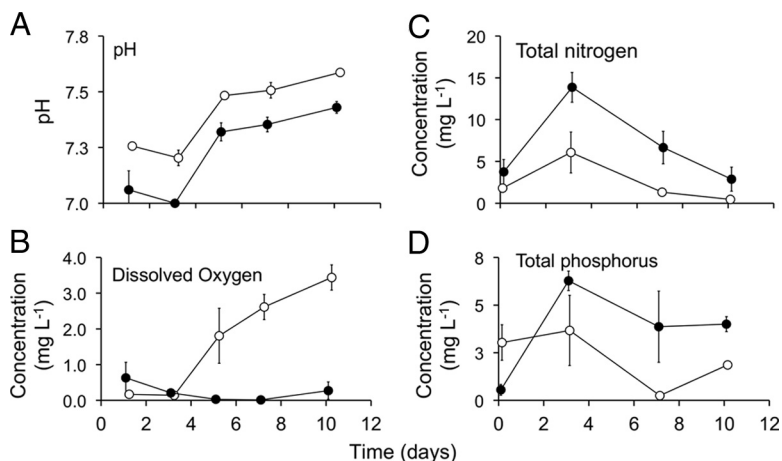 A
pH
7.8
7.5
7.3
7.0
pH
B
Dissolved Oxygen
4.0
3.0
2.0
1.0
0.0
Concentration
(mg L-1)
0 2 4 6 8 10 12
C
Total nitrogen
20
15
10
5
0
Concentration
(mg L-1)
D
Total phosphorus
8
5
3
0
Concentration
(mg L-1)
0 2 4 6 8 10 12
Time (days)